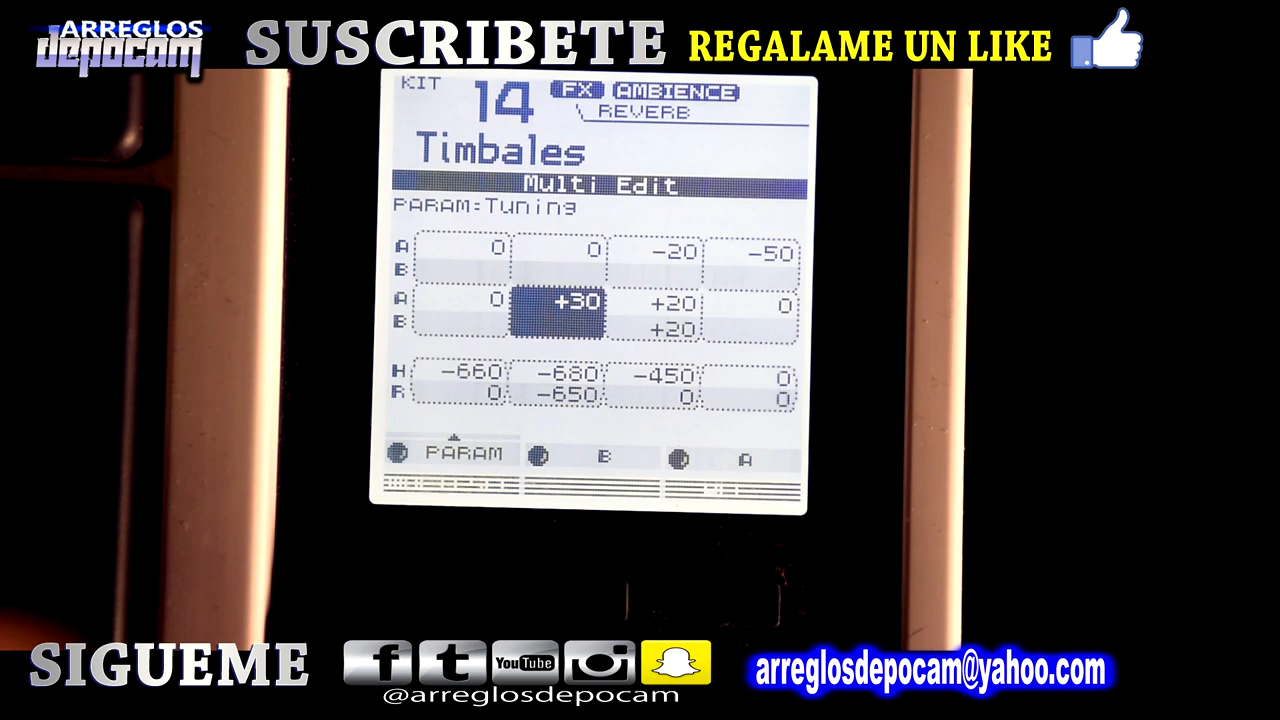 ARREGLOS
depocam
SUSCRIBETE
REGALAME UN LIKE
KIT 14
FX AMBIENCE
REVERB
Timbales
Multi Edit
PARAM:Tuning
A 0 0 -20 -50
B
A 0 +30 +20 0
B +20
H -660 -680 -450 0
R 0 -650 0 0
PARAM B A
SIGUEME
f t YouTube
@arreglosdepocam
arreglosdepocam@yahoo.com